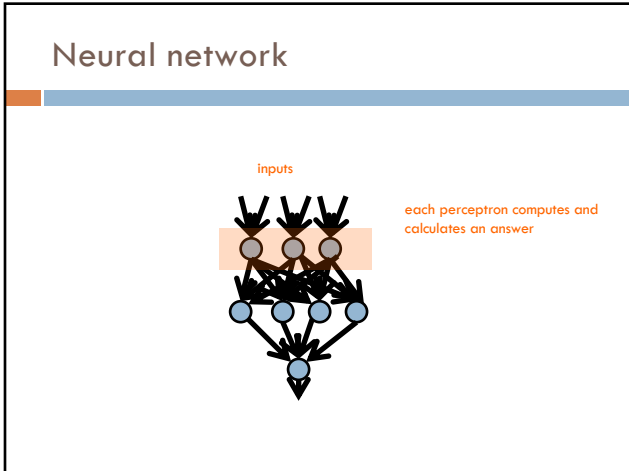 Neural network
inputs
each perceptron computes and
calculates an answer